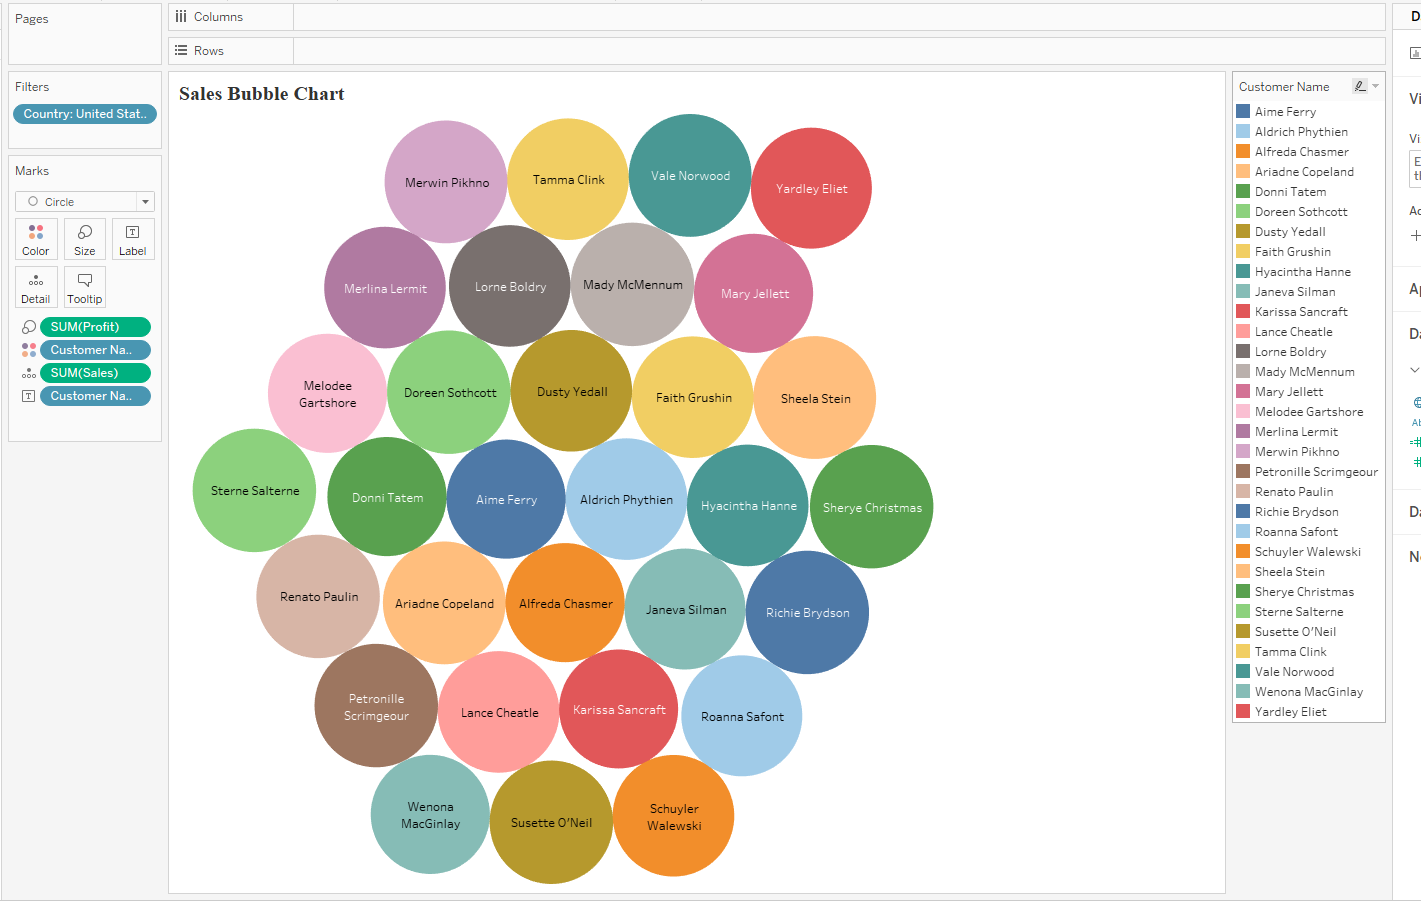 Pages
Columns
Rows
Filters
Country: United Stat..
Marks
Circle
Color
Size
Label
Detail
Tooltip
SUM(Profit)
Customer Na..
SUM(Sales)
Customer Na..
Sales Bubble Chart
Merwin Pikhno
Tamma Clink
Vale Norwood
Yardley Eliet
Merlina Lermit
Lorne Boldry
Mady McMennum
Mary Jellett
Melodee
Gartshore
Doreen Sothcott
Dusty Yedall
Faith Grushin
Sheela Stein
Sterne Salterne
Donni Tatem
Aime Ferry
Aldrich Phythien
Hyacintha Hanne
Sherye Christmas
Renato Paulin
Ariadne Copeland
Alfreda Chasmer
Janeva Silman
Richie Brydson
Petronille
Scrimgeour
Lance Cheatle
Karissa Sancraft
Roanna Safont
Wenona
MacGinlay
Susette O’Neil
Schuyler
Walewski
Customer Name
Aime Ferry
Aldrich Phythien
Alfreda Chasmer
Ariadne Copeland
Donni Tatem
Doreen Sothcott
Dusty Yedall
Faith Grushin
Hyacintha Hanne
Janeva Silman
Karissa Sancraft
Lance Cheatle
Lorne Boldry
Mady McMennum
Mary Jellett
Melodee Gartshore
Merlina Lermit
Merwin Pikhno
Petronille Scrimgeour
Renato Paulin
Richie Brydson
Roanna Safont
Schuyler Walewski
Sheela Stein
Sherye Christmas
Sterne Salterne
Susette O’Neil
Tamma Clink
Vale Norwood
Wenona MacGinlay
Yardley Eliet